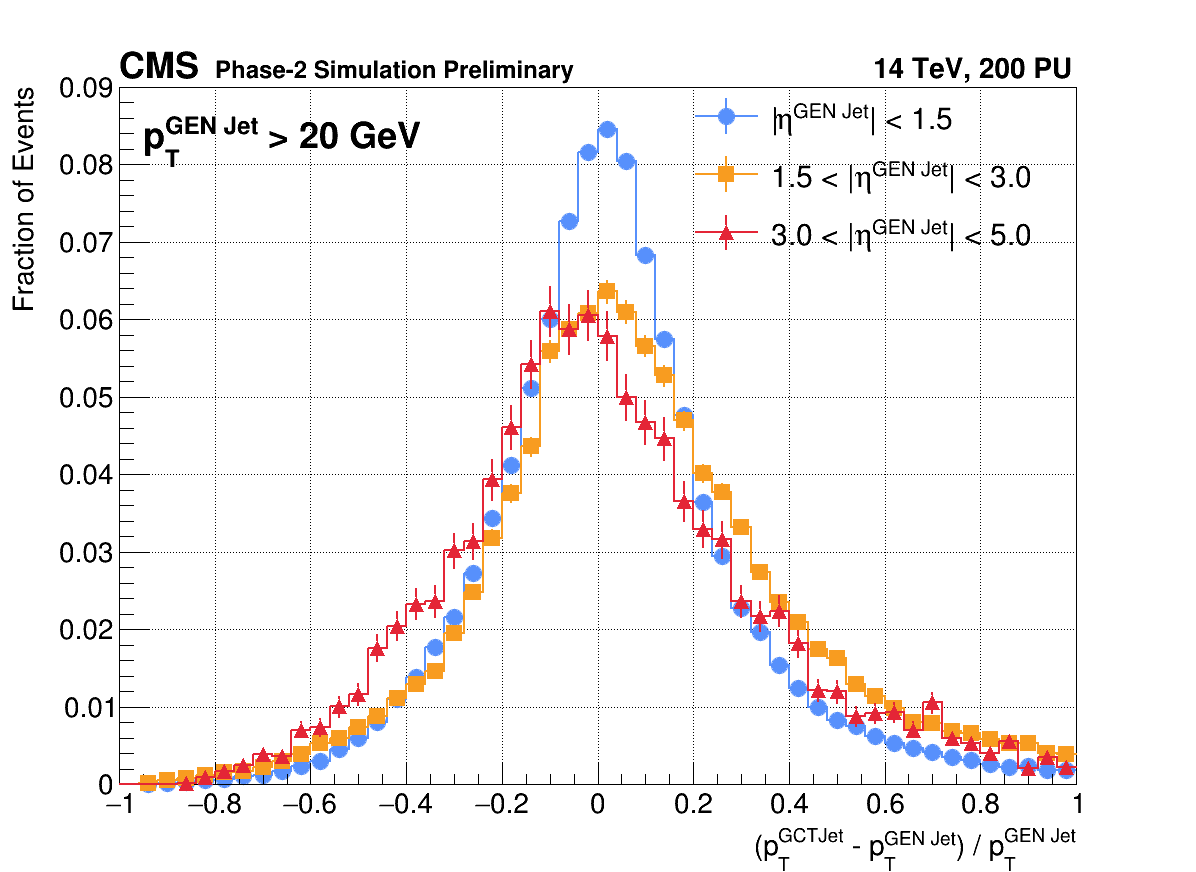 CMS Phase-2 Simulation Preliminary 14 TeV, 200 PU
p_T^GEN Jet > 20 GeV
|η^GEN Jet| < 1.5
1.5 < |η^GEN Jet| < 3.0
3.0 < |η^GEN Jet| < 5.0
Fraction of Events
0.09
0.08
0.07
0.06
0.05
0.04
0.03
0.02
0.01
0
−1 −0.8 −0.6 −0.4 −0.2 0 0.2 0.4 0.6 0.8 1
(p_T^GCTJet - p_T^GEN Jet) / p_T^GEN Jet